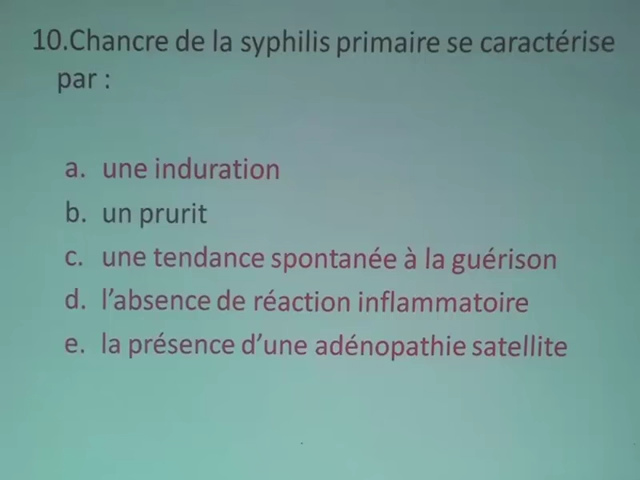 10.Chancre de la syphilis primaire se caractérise
par :
a. une induration
b. un prurit
c. une tendance spontanée à la guérison
d. l'absence de réaction inflammatoire
e. la présence d'une adénopathie satellite